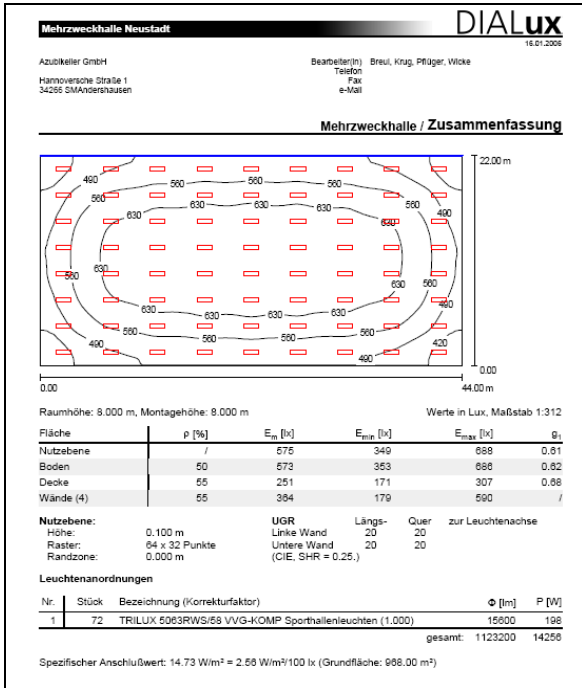 Mehrzweckhalle Neustadt
DIALux
16.01.2006
Azubikeller GmbH
Bearbeiter(in) Breul, Krug, Pflüger, Wicke
Telefon
Hannoversche Straße 1
Fax
34266 SMAndershausen
e-Mail
Mehrzweckhalle / Zusammenfassung
22.00 m
490 560 560 560 490
630 630 630 630
560 630 630 560 490
630 630 630 630
490 560 560 560 490 420
0.00
0.00 44.00 m
Raumhöhe: 8.000 m, Montagehöhe: 8.000 m Werte in Lux, Maßstab 1:312
Fläche ρ [%] Em [lx] Emin [lx] Emax [lx] g1
Nutzebene / 575 349 688 0.61
Boden 50 573 353 686 0.62
Decke 55 251 171 307 0.68
Wände (4) 55 364 179 590 /
Nutzebene: UGR Längs- Quer zur Leuchtenachse
Höhe: 0.100 m Linke Wand 20 20
Raster: 64 x 32 Punkte Untere Wand 20 20
Randzone: 0.000 m (CIE, SHR = 0.25.)
Leuchtenanordnungen
Nr. Stück Bezeichnung (Korrekturfaktor) Φ [lm] P [W]
1 72 TRILUX 5063RWS/58 VVG-KOMP Sporthallenleuchten (1.000) 15600 198
gesamt: 1123200 14256
Spezifischer Anschlußwert: 14.73 W/m² = 2.56 W/m²/100 lx (Grundfläche: 968.00 m²)